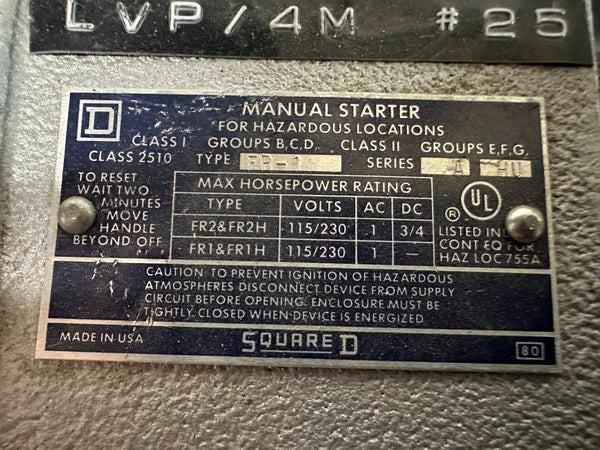 LVP/4M #25
D
MANUAL STARTER
FOR HAZARDOUS LOCATIONS
CLASS I GROUPS B,C,D, CLASS II GROUPS E,F,G,
CLASS 2510 TYPE SERIES A
TO RESET
WAIT TWO
MINUTES
MOVE
HANDLE
BEYOND OFF
MAX HORSEPOWER RATING
TYPE VOLTS AC DC
FR2&FR2H 115/230 1 3/4
FR1&FR1H 115/230 1 —
UL
®
LISTED IND
CONT EQ FOR
HAZ LOC 755A
CAUTION: TO PREVENT IGNITION OF HAZARDOUS
ATMOSPHERES DISCONNECT DEVICE FROM SUPPLY
CIRCUIT BEFORE OPENING. ENCLOSURE MUST BE
TIGHTLY CLOSED WHEN DEVICE IS ENERGIZED
MADE IN USA SQUARE D 80